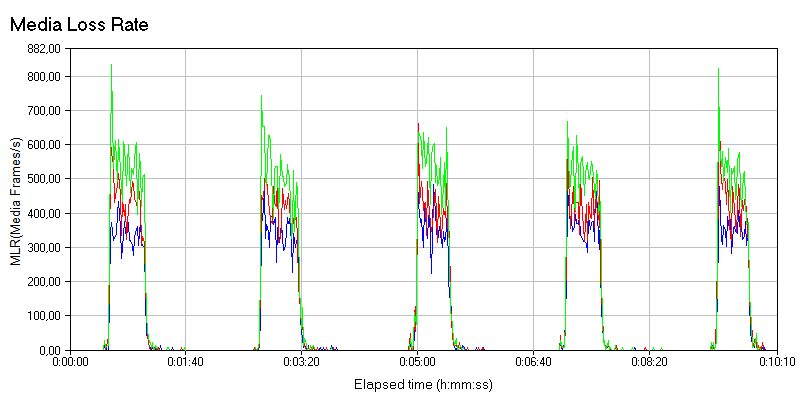 Media Loss Rate
882,00
800,00
700,00
600,00
500,00
400,00
300,00
200,00
100,00
0,00
MLR(Media Frames/s)
0:00:00 0:01:40 0:03:20 0:05:00 0:06:40 0:08:20 0:10:10
Elapsed time (h:mm:ss)